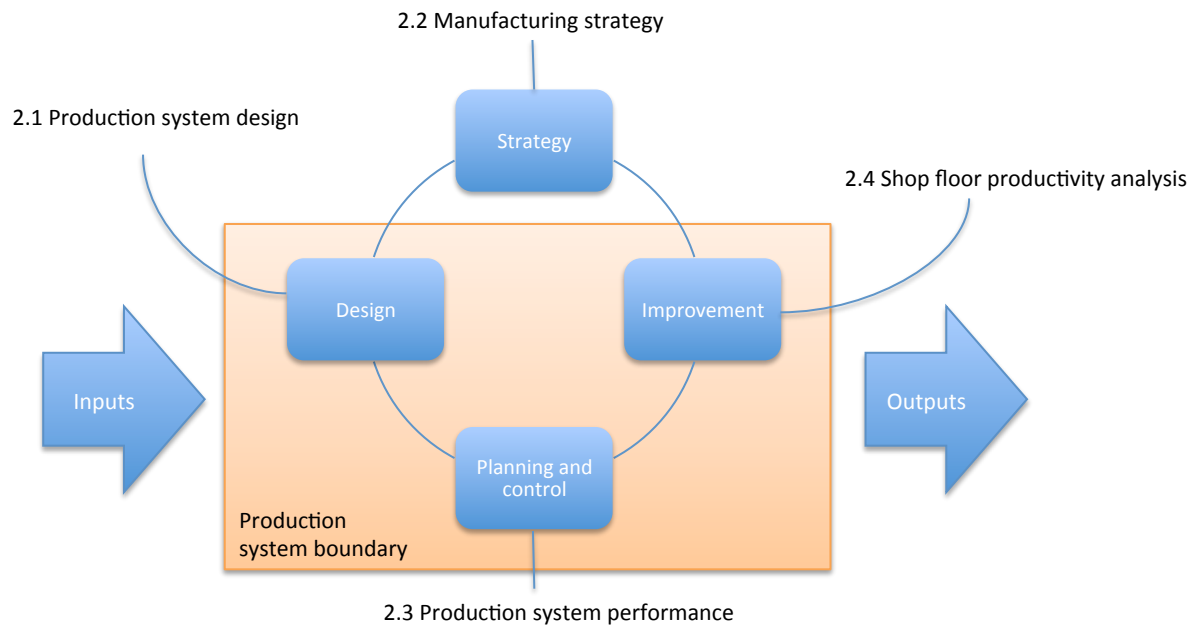 2.2 Manufacturing strategy
2.1 Production system design
Strategy
2.4 Shop floor productivity analysis
Design
Improvement
Inputs
Outputs
Planning and
control
Production
system boundary
2.3 Production system performance